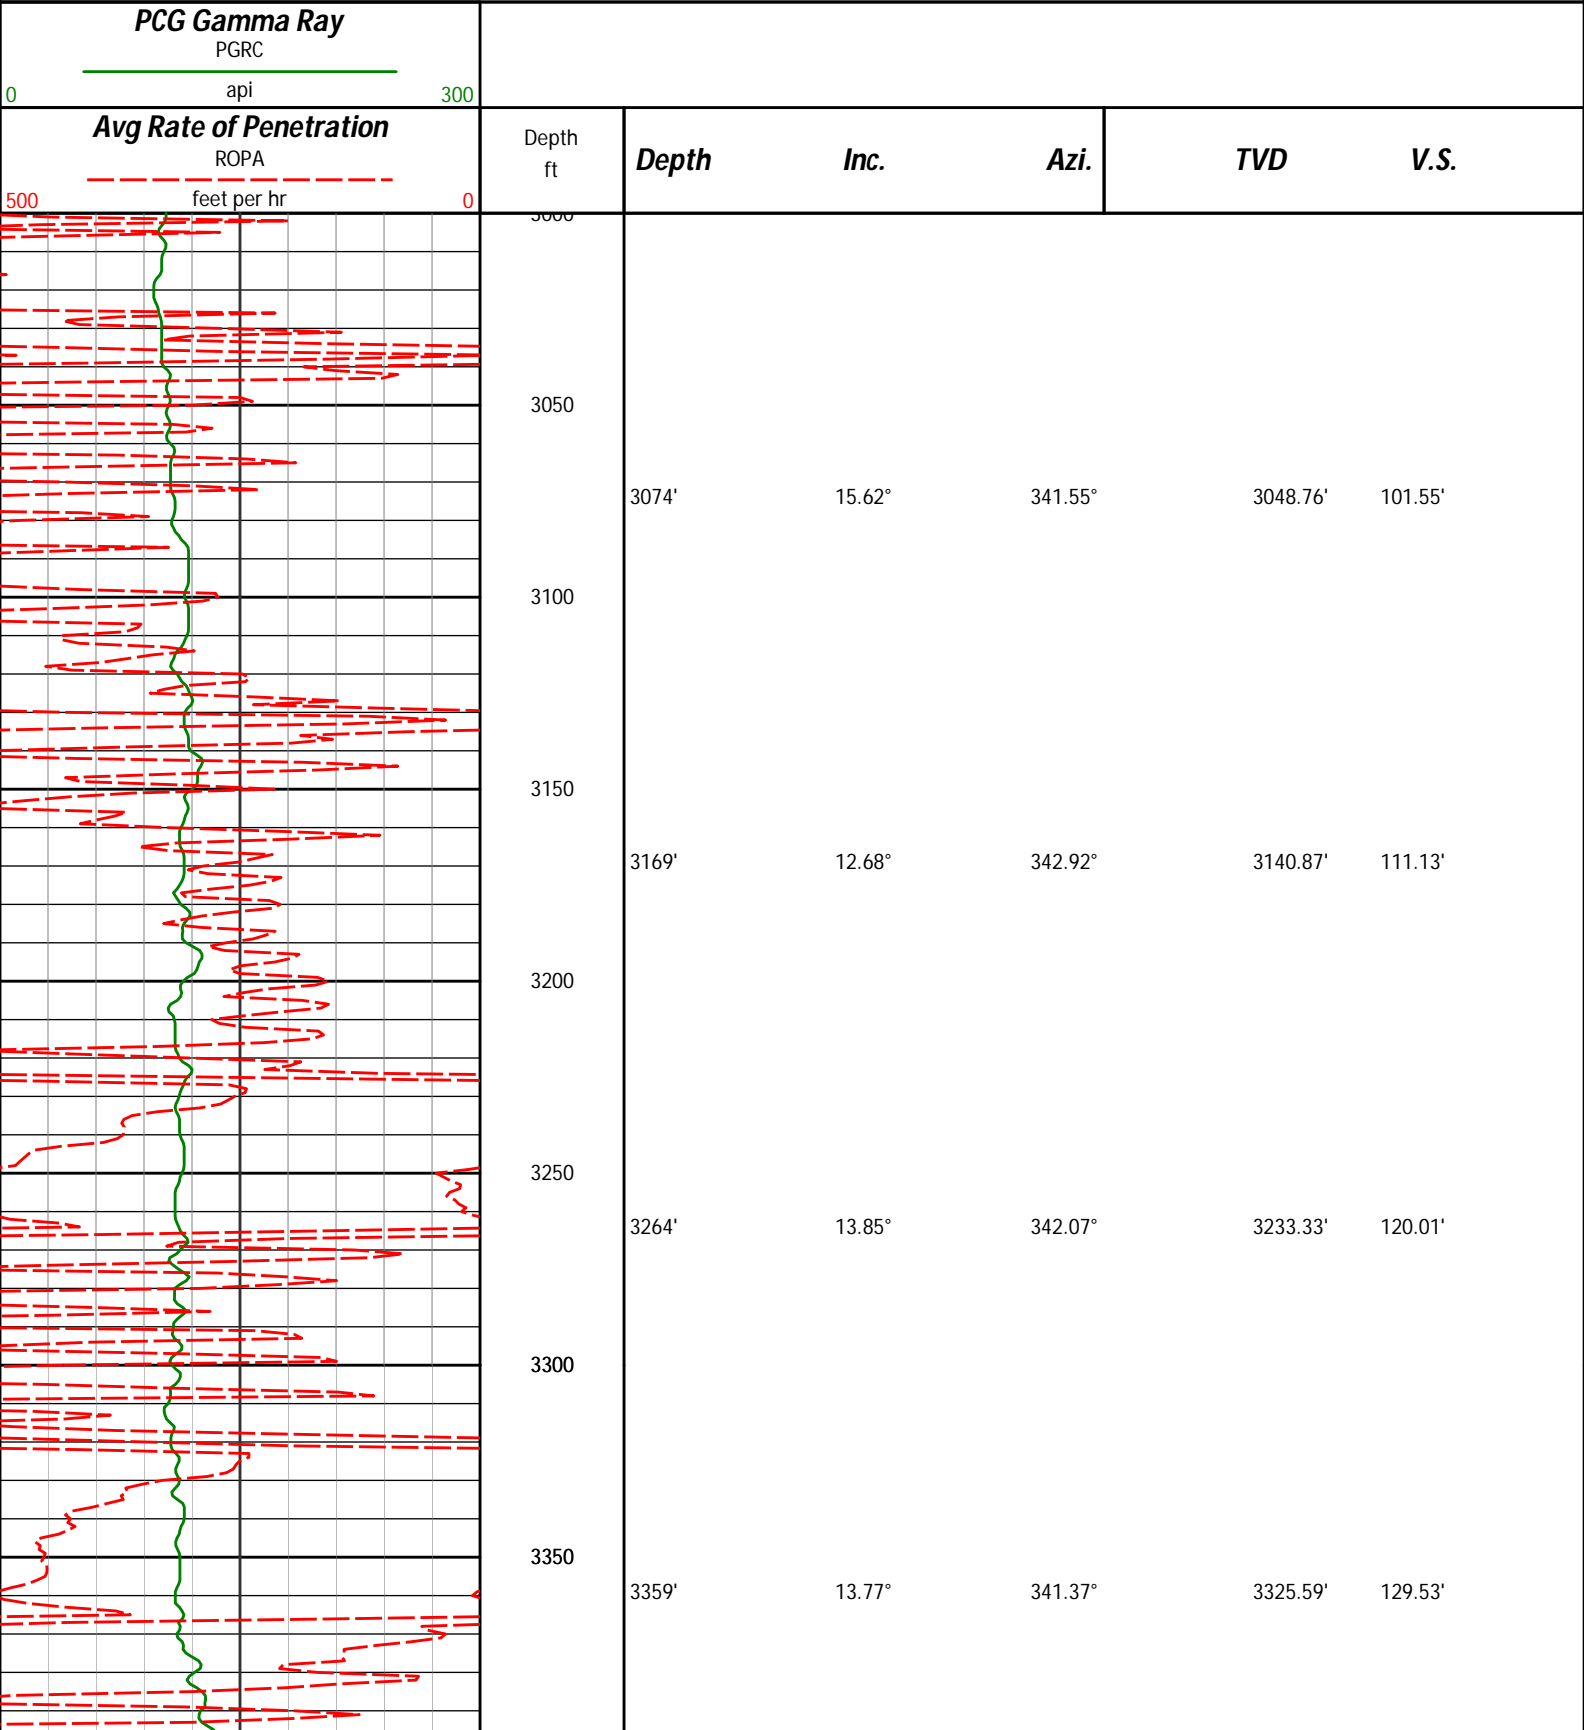 PCG Gamma Ray
PGRC
api
0 300
Avg Rate of Penetration
ROPA
feet per hr
500 0
Depth
ft
Depth Inc. Azi. TVD V.S.
3000
3050
3074' 15.62° 341.55° 3048.76' 101.55'
3100
3150
3169' 12.68° 342.92° 3140.87' 111.13'
3200
3250
3264' 13.85° 342.07° 3233.33' 120.01'
3300
3350
3359' 13.77° 341.37° 3325.59' 129.53'